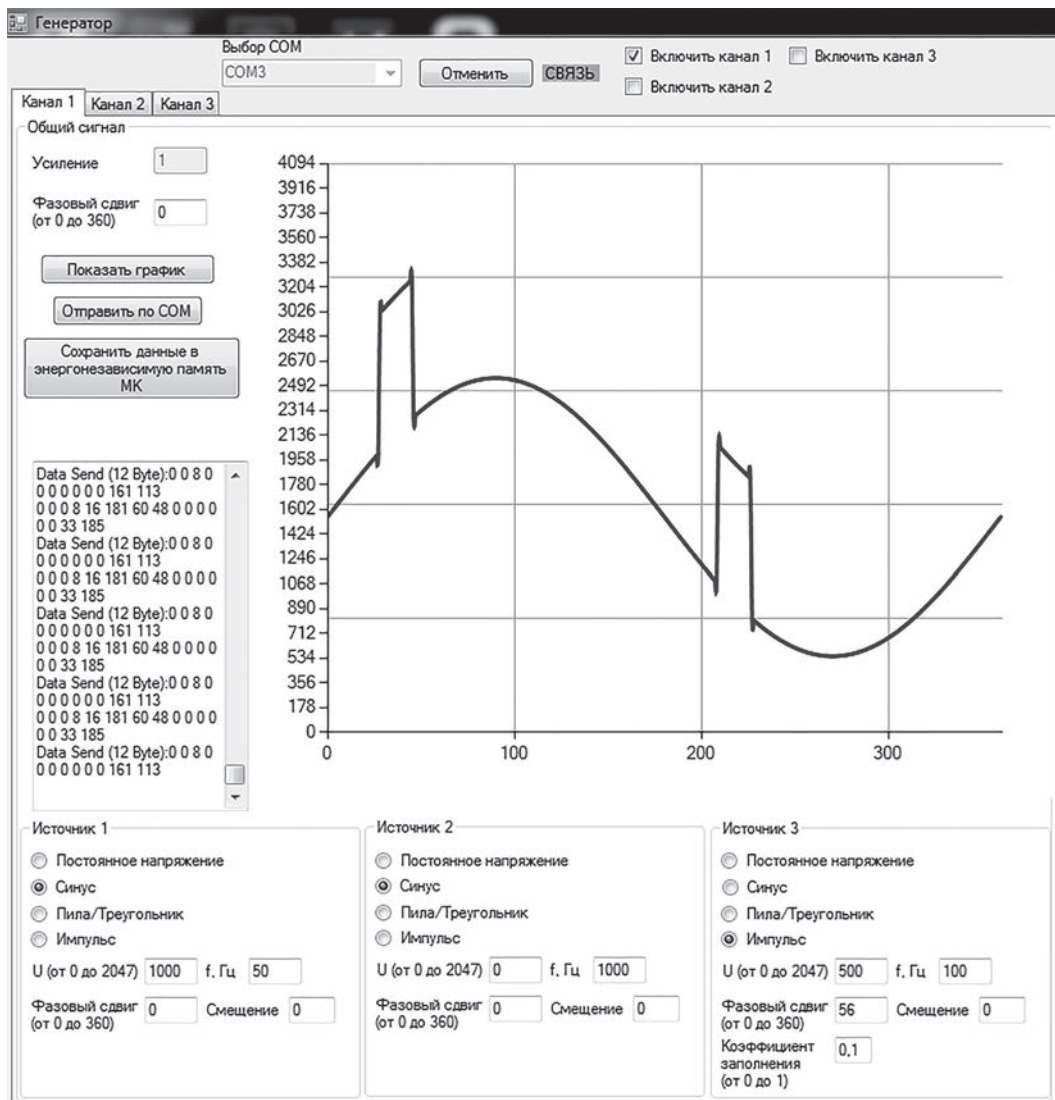 Генератор
Выбор COM
COM3
Отменить
СВЯЗЬ
Включить канал 1
Включить канал 3
Включить канал 2
Канал 1
Канал 2
Канал 3
Общий сигнал
Усиление
1
Фазовый сдвиг
(от 0 до 360)
0
Показать график
Отправить по COM
Сохранить данные в
энергонезависимую память
МК
Data Send (12 Byte):0 0 8 0
0 0 0 0 0 0 161 113
0 0 0 8 16 181 60 48 0 0 0 0
0 0 33 185
Data Send (12 Byte):0 0 8 0
0 0 0 0 0 0 161 113
0 0 0 8 16 181 60 48 0 0 0 0
0 0 33 185
Data Send (12 Byte):0 0 8 0
0 0 0 0 0 0 161 113
0 0 0 8 16 181 60 48 0 0 0 0
0 0 33 185
Data Send (12 Byte):0 0 8 0
0 0 0 0 0 0 161 113
0 0 0 8 16 181 60 48 0 0 0 0
0 0 33 185
Data Send (12 Byte):0 0 8 0
0 0 0 0 0 0 161 113
4094
3916
3738
3560
3382
3204
3026
2848
2670
2492
2314
2136
1958
1780
1602
1424
1246
1068
890
712
534
356
178
0
0 100 200 300
Источник 1
Постоянное напряжение
Синус
Пила/Треугольник
Импульс
U (от 0 до 2047) 1000 f, Гц 50
Фазовый сдвиг
(от 0 до 360)
0 Смещение 0
Источник 2
Постоянное напряжение
Синус
Пила/Треугольник
Импульс
U (от 0 до 2047) 0 f, Гц 1000
Фазовый сдвиг
(от 0 до 360)
0 Смещение 0
Источник 3
Постоянное напряжение
Синус
Пила/Треугольник
Импульс
U (от 0 до 2047) 500 f, Гц 100
Фазовый сдвиг
(от 0 до 360)
56 Смещение 0
Коэффициент
заполнения
(от 0 до 1)
0,1